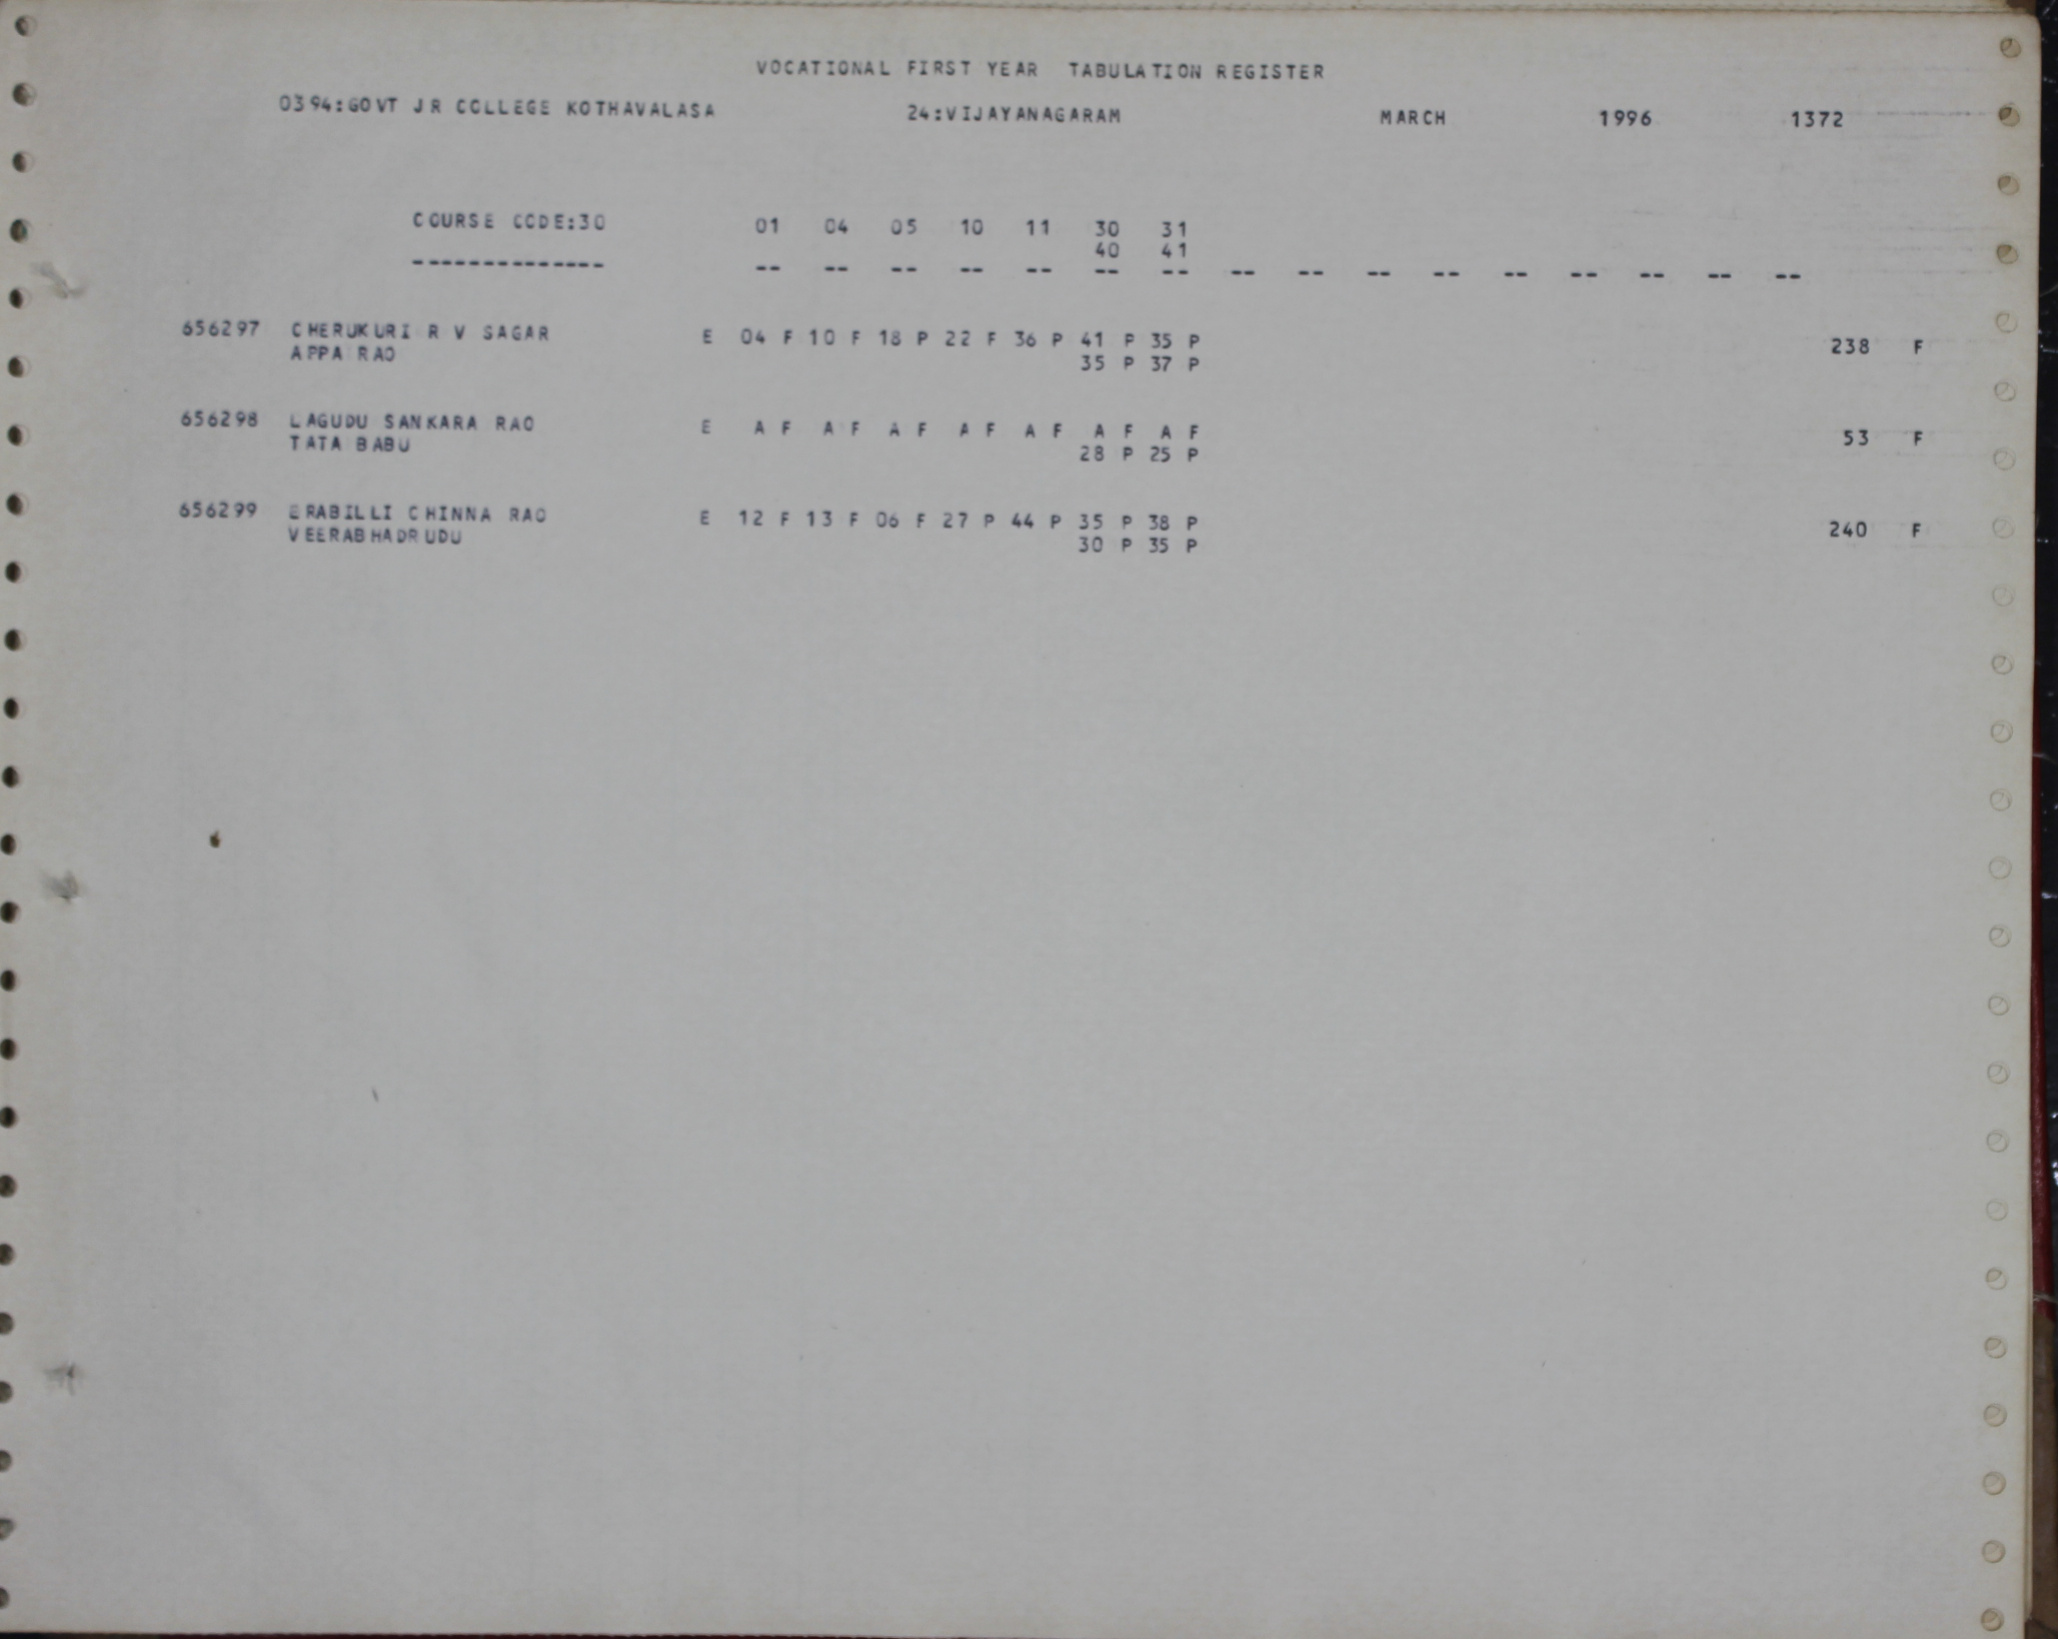 VOCATIONAL FIRST YEAR TABULATION REGISTER
0394:GOVT JR COLLEGE KOTHAVALASA 24:VIJAYANAGARAM MARCH 1996 1372
COURSE CODE:30 01 04 05 10 11 30 31
40 41
-------------- -- -- -- -- -- -- -- -- -- -- -- -- -- -- -- --
656297 CHERUKURI R V SAGAR E 04 F 10 F 18 P 22 F 36 P 41 P 35 P 238 F
APPA RAO 35 P 37 P
656298 LAGUDU SANKARA RAO E A F A F A F A F A F A F A F 53 F
TATA BABU 28 P 25 P
656299 ERABILLI CHINNA RAO E 12 F 13 F 06 F 27 P 44 P 35 P 38 P 240 F
VEERABHADRUDU 30 P 35 P